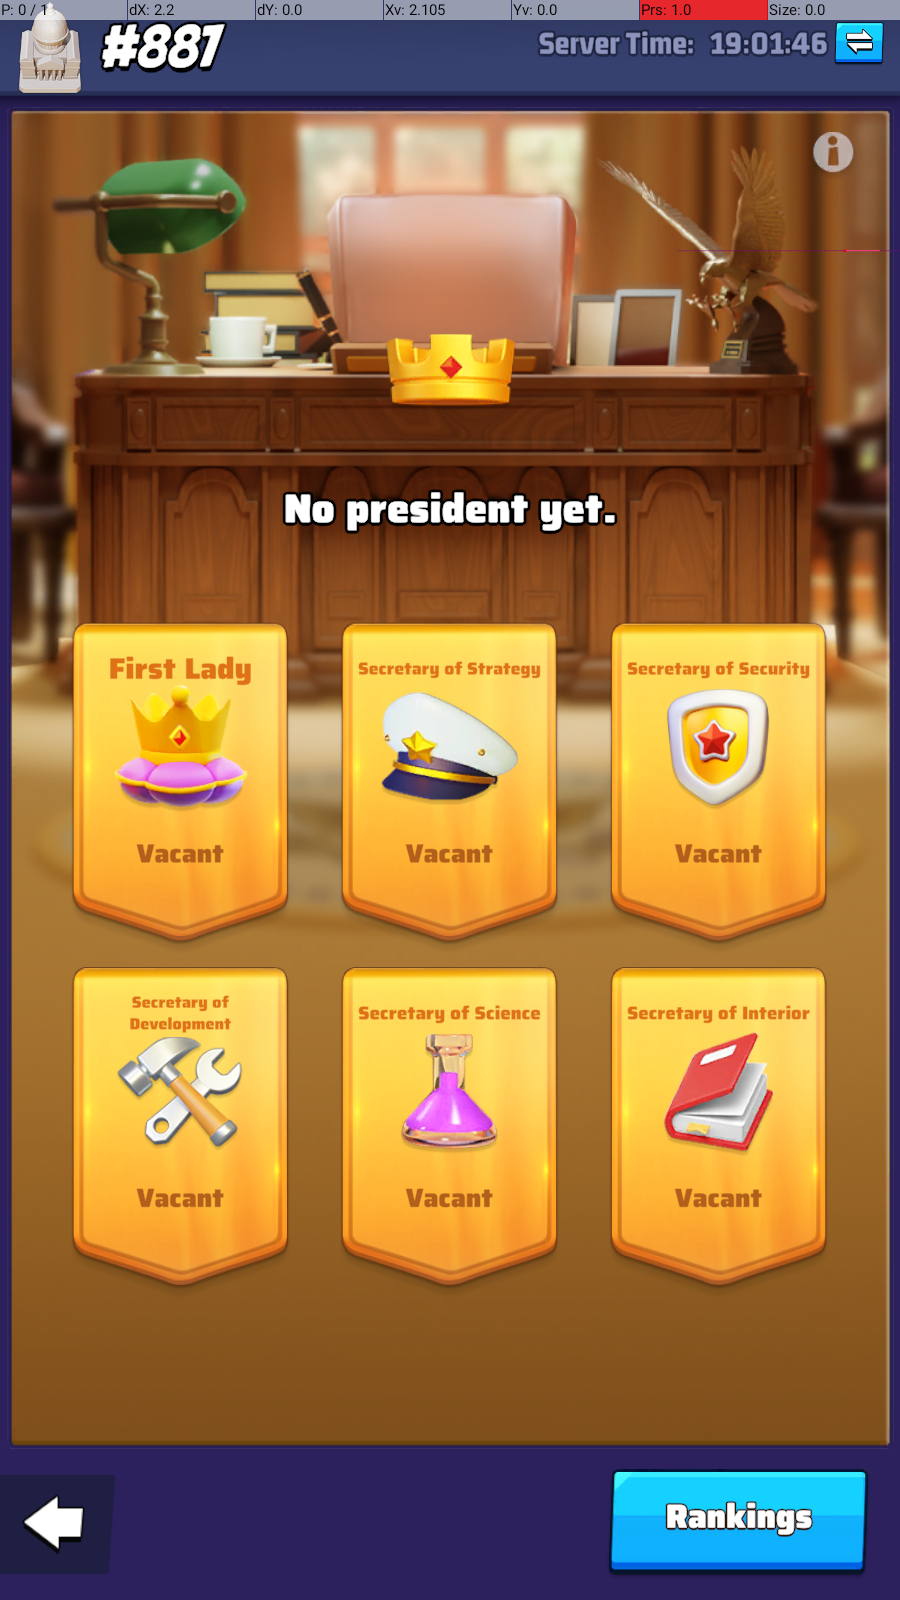 P: 0 / 1
dX: 2.2
dY: 0.0
Xv: 2.105
Yv: 0.0
Prs: 1.0
Size: 0.0
#887
Server Time: 19:01:46
No president yet.
First Lady
Vacant
Secretary of Strategy
Vacant
Secretary of Security
Vacant
Secretary of
Development
Vacant
Secretary of Science
Vacant
Secretary of Interior
Vacant
Rankings